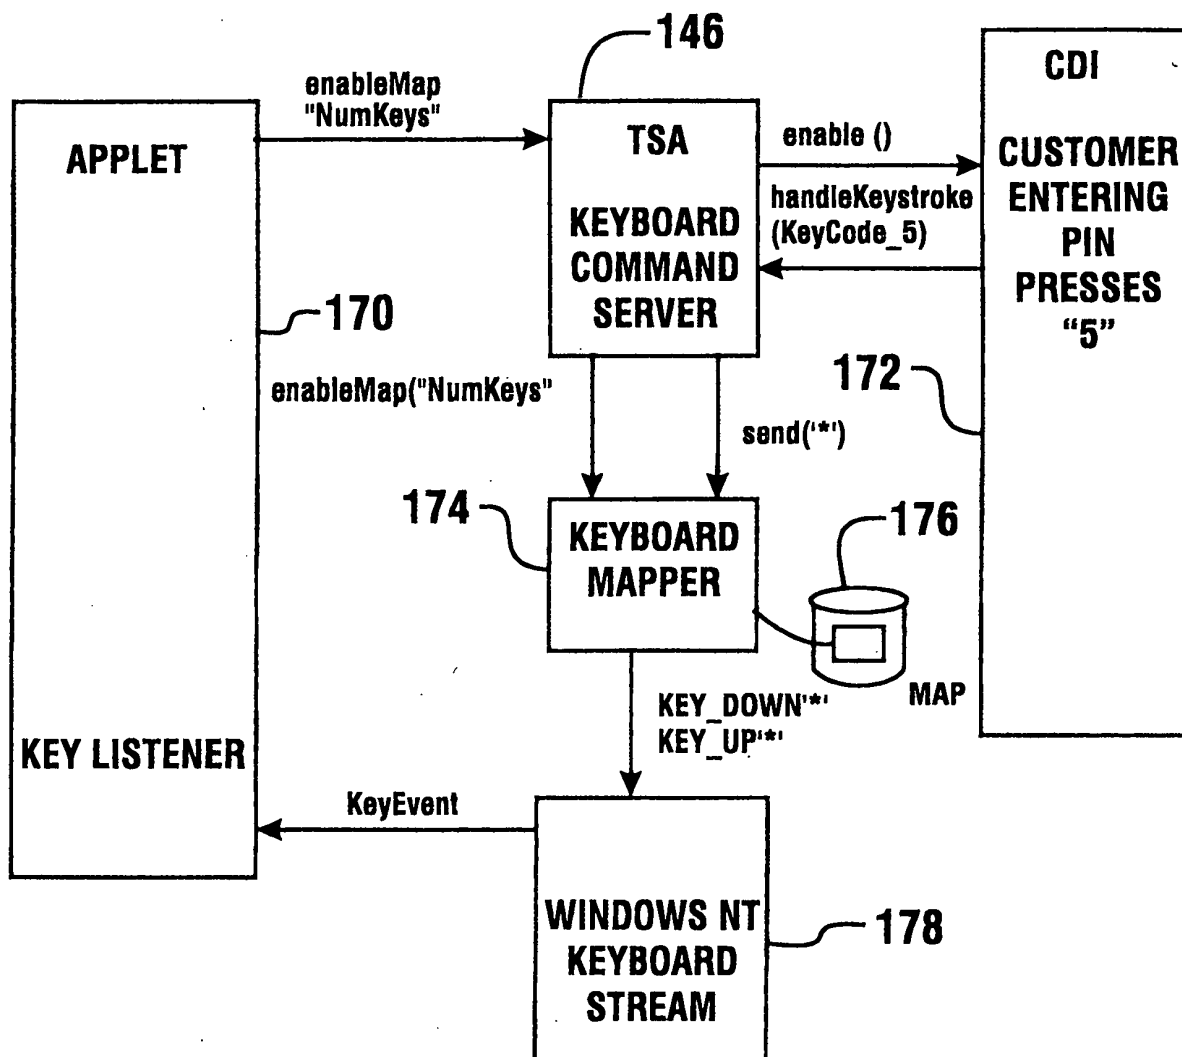 146
enableMap
"NumKeys"
APPLET
TSA
KEYBOARD
COMMAND
SERVER
enable ()
handleKeystroke
(KeyCode_5)
CDI
CUSTOMER
ENTERING
PIN
PRESSES
“5”
170
172
enableMap("NumKeys"
send('*')
174
KEYBOARD
MAPPER
176
MAP
KEY_DOWN'*'
KEY_UP'*'
KEY LISTENER
KeyEvent
WINDOWS NT
KEYBOARD
STREAM
178